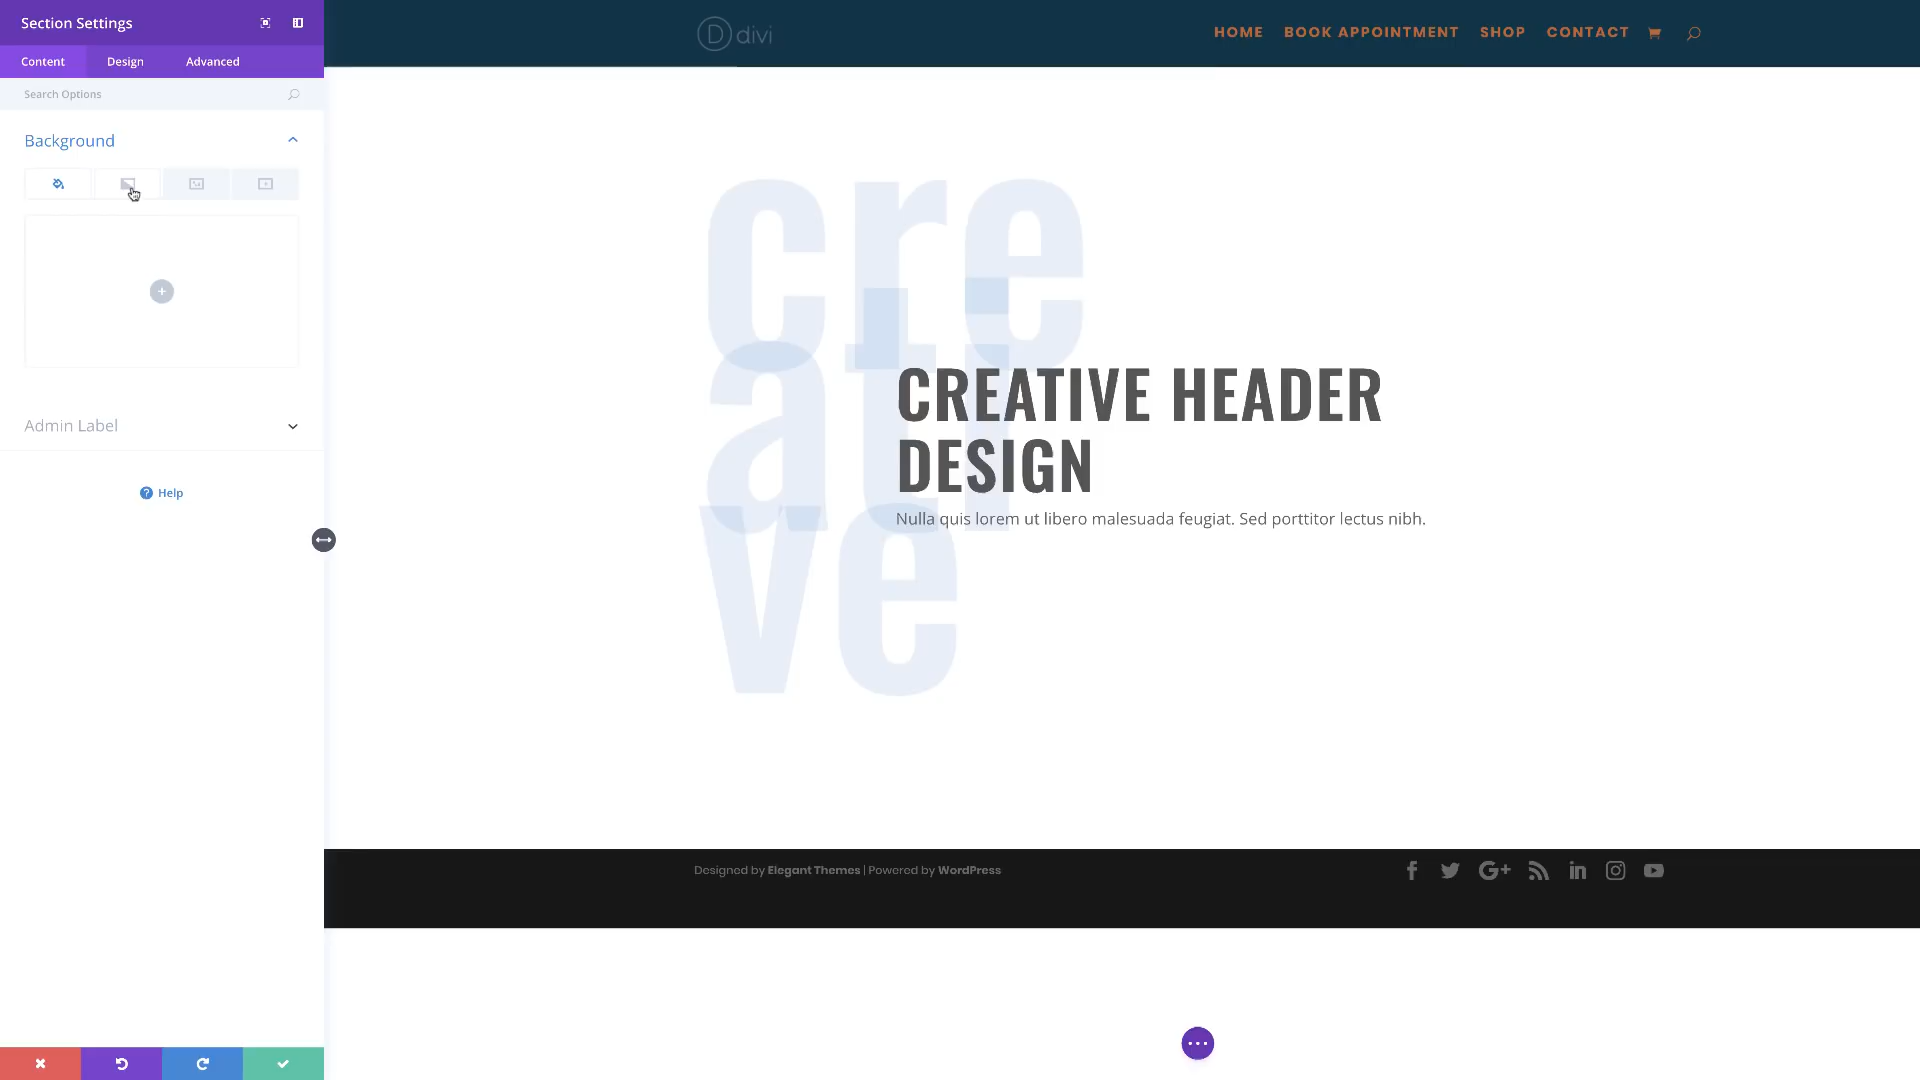 Section Settings
Content Design Advanced
Search Options
Background
Admin Label
Help
D divi
HOME BOOK APPOINTMENT SHOP CONTACT
cre
ati
ve
CREATIVE HEADER
DESIGN
Nulla quis lorem ut libero malesuada feugiat. Sed porttitor lectus nibh.
Designed by Elegant Themes | Powered by WordPress